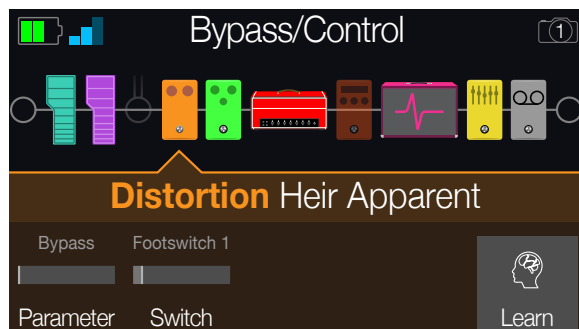 Bypass/Control
1
Distortion Heir Apparent
Bypass Footswitch 1
Parameter Switch Learn